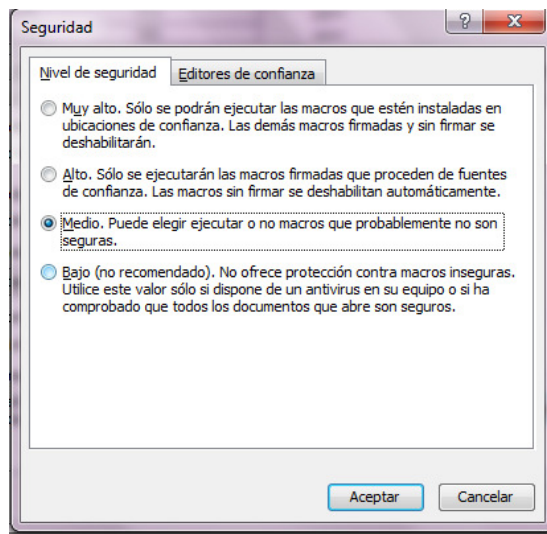 Seguridad
Nivel de seguridad
Editores de confianza
Muy alto. Sólo se podrán ejecutar las macros que estén instaladas en
ubicaciones de confianza. Las demás macros firmadas y sin firmar se
deshabilitarán.
Alto. Sólo se ejecutarán las macros firmadas que proceden de fuentes
de confianza. Las macros sin firmar se deshabilitan automáticamente.
Medio. Puede elegir ejecutar o no macros que probablemente no son
seguras.
Bajo (no recomendado). No ofrece protección contra macros inseguras.
Utilice este valor sólo si dispone de un antivirus en su equipo o si ha
comprobado que todos los documentos que abre son seguros.
Aceptar
Cancelar